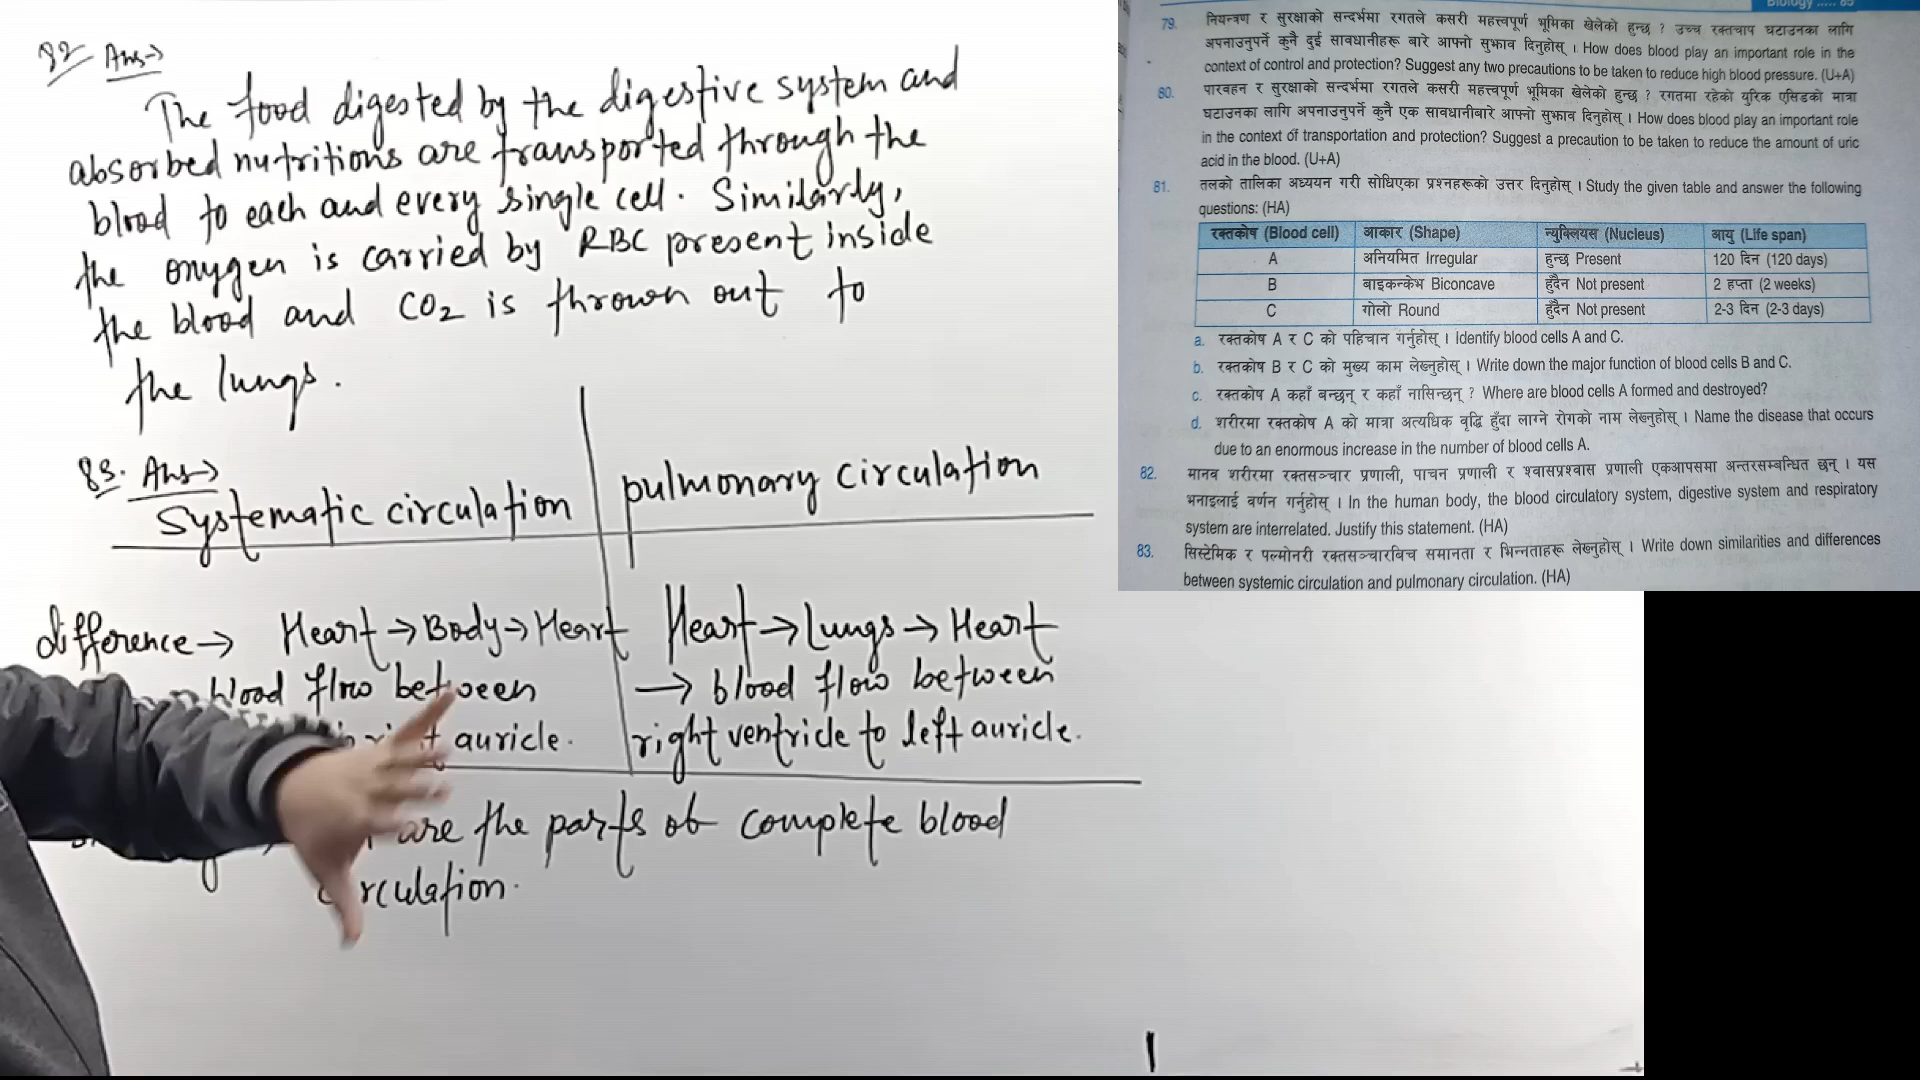 82 Ans→
The food digested by the digestive system and
absorbed nutritions are transported through the
blood to each and every single cell. Similarly,
the onygen is carried by RBC present inside
the blood and CO2 is thrown out to
the lungs.
83. Ans→
Systematic circulation
pulmonary circulation
difference→ Heart→Body→Heart
blood flow between
auricle.
Heart→Lungs→Heart
→ blood flow between
right ventricle to left auricle.
are the parts of complete blood
circulation.
Biology ..... 85
79. नियन्त्रण र सुरक्षाको सन्दर्भमा रगतले कसरी महत्त्वपूर्ण भूमिका खेलेको हुन्छ ? उच्च रक्तचाप घटाउनका लागि
अपनाउनुपर्ने कुनै दुई सावधानीहरू बारे आफ्नो सुझाव दिनुहोस् । How does blood play an important role in the
context of control and protection? Suggest any two precautions to be taken to reduce high blood pressure. (U+A)
80. परिवहन र सुरक्षाको सन्दर्भमा रगतले कसरी महत्त्वपूर्ण भूमिका खेलेको हुन्छ ? रगतमा रहेको युरिक एसिडको मात्रा
घटाउनका लागि अपनाउनुपर्ने कुनै एक सावधानीबारे आफ्नो सुझाव दिनुहोस् । How does blood play an important role
in the context of transportation and protection? Suggest a precaution to be taken to reduce the amount of uric
acid in the blood. (U+A)
81. तलको तालिका अध्ययन गरी सोधिएका प्रश्नहरूको उत्तर दिनुहोस् । Study the given table and answer the following
questions: (HA)
रक्तकोष (Blood cell) आकार (Shape) न्युक्लियस (Nucleus) आयु (Life span)
A अनियमित Irregular हुन्छ Present 120 दिन (120 days)
B बाइकन्केभ Biconcave हुँदैन Not present 2 हप्ता (2 weeks)
C गोलो Round हुँदैन Not present 2-3 दिन (2-3 days)
a. रक्तकोष A र C को पहिचान गर्नुहोस् । Identify blood cells A and C.
b. रक्तकोष B र C को मुख्य काम लेख्नुहोस् । Write down the major function of blood cells B and C.
c. रक्तकोष A कहाँ बन्छन् र कहाँ नासिन्छन् ? Where are blood cells A formed and destroyed?
d. शरीरमा रक्तकोष A को मात्रा अत्यधिक वृद्धि हुँदा लाग्ने रोगको नाम लेख्नुहोस् । Name the disease that occurs
due to an enormous increase in the number of blood cells A.
82. मानव शरीरमा रक्तसञ्चार प्रणाली, पाचन प्रणाली र श्वासप्रश्वास प्रणाली एकआपसमा अन्तरसम्बन्धित छन् । यस
भनाइलाई वर्णन गर्नुहोस् । In the human body, the blood circulatory system, digestive system and respiratory
system are interrelated. Justify this statement. (HA)
83. सिस्टेमिक र पल्मोनरी रक्तसञ्चारबिच समानता र भिन्नताहरू लेख्नुहोस् । Write down similarities and differences
between systemic circulation and pulmonary circulation. (HA)